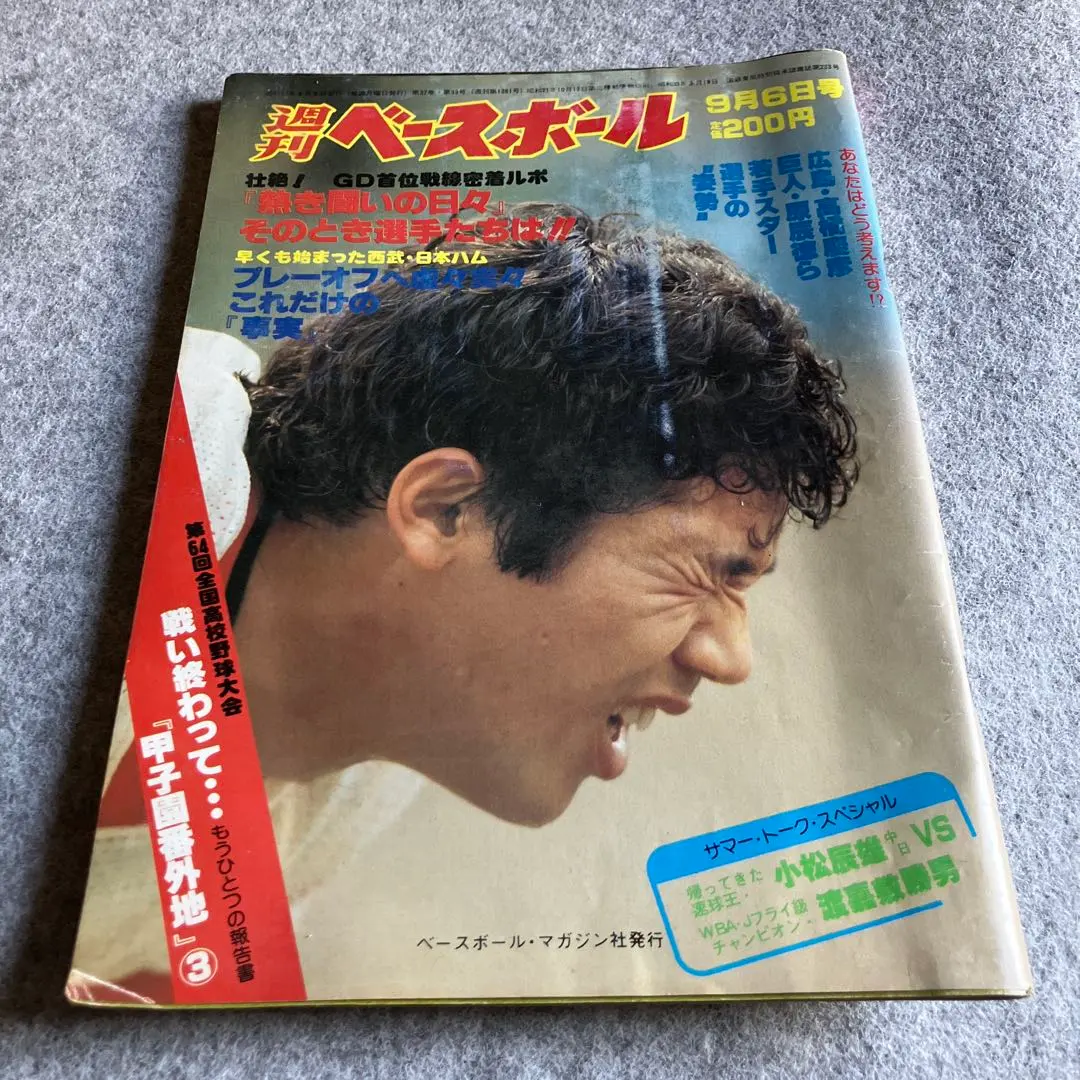 週刊 ベースボール
9月6日号
定価200円
壮絶! GD首位戦線密着ルポ
『熱き闘いの日々』
そのとき選手たちは!!
早くも始まった西武・日本ハム
プレーオフへ虚々実々
これだけの
『事実』
あなたはどう考えます!?
広島・高木
巨人・原辰徳ら
若手スター
選手の
“姿勢”
第64回全国高校野球大会
戦い終わって…もうひとつの報告書
『甲子園番外地』③
サマー・トーク・スペシャル
帰ってきた
速球王・
小松辰雄 中日 VS
WBA・Jフライ級
チャンピオン・
渡嘉敷勝男
ベースボール・マガジン社発行